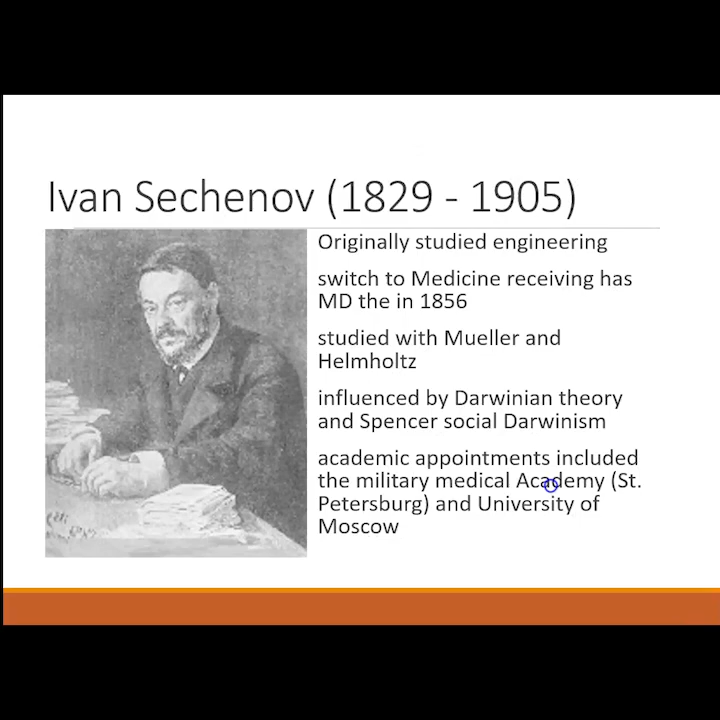 Ivan Sechenov (1829 - 1905)
Originally studied engineering
switch to Medicine receiving has
MD the in 1856
studied with Mueller and
Helmholtz
influenced by Darwinian theory
and Spencer social Darwinism
academic appointments included
the military medical Academy (St.
Petersburg) and University of
Moscow